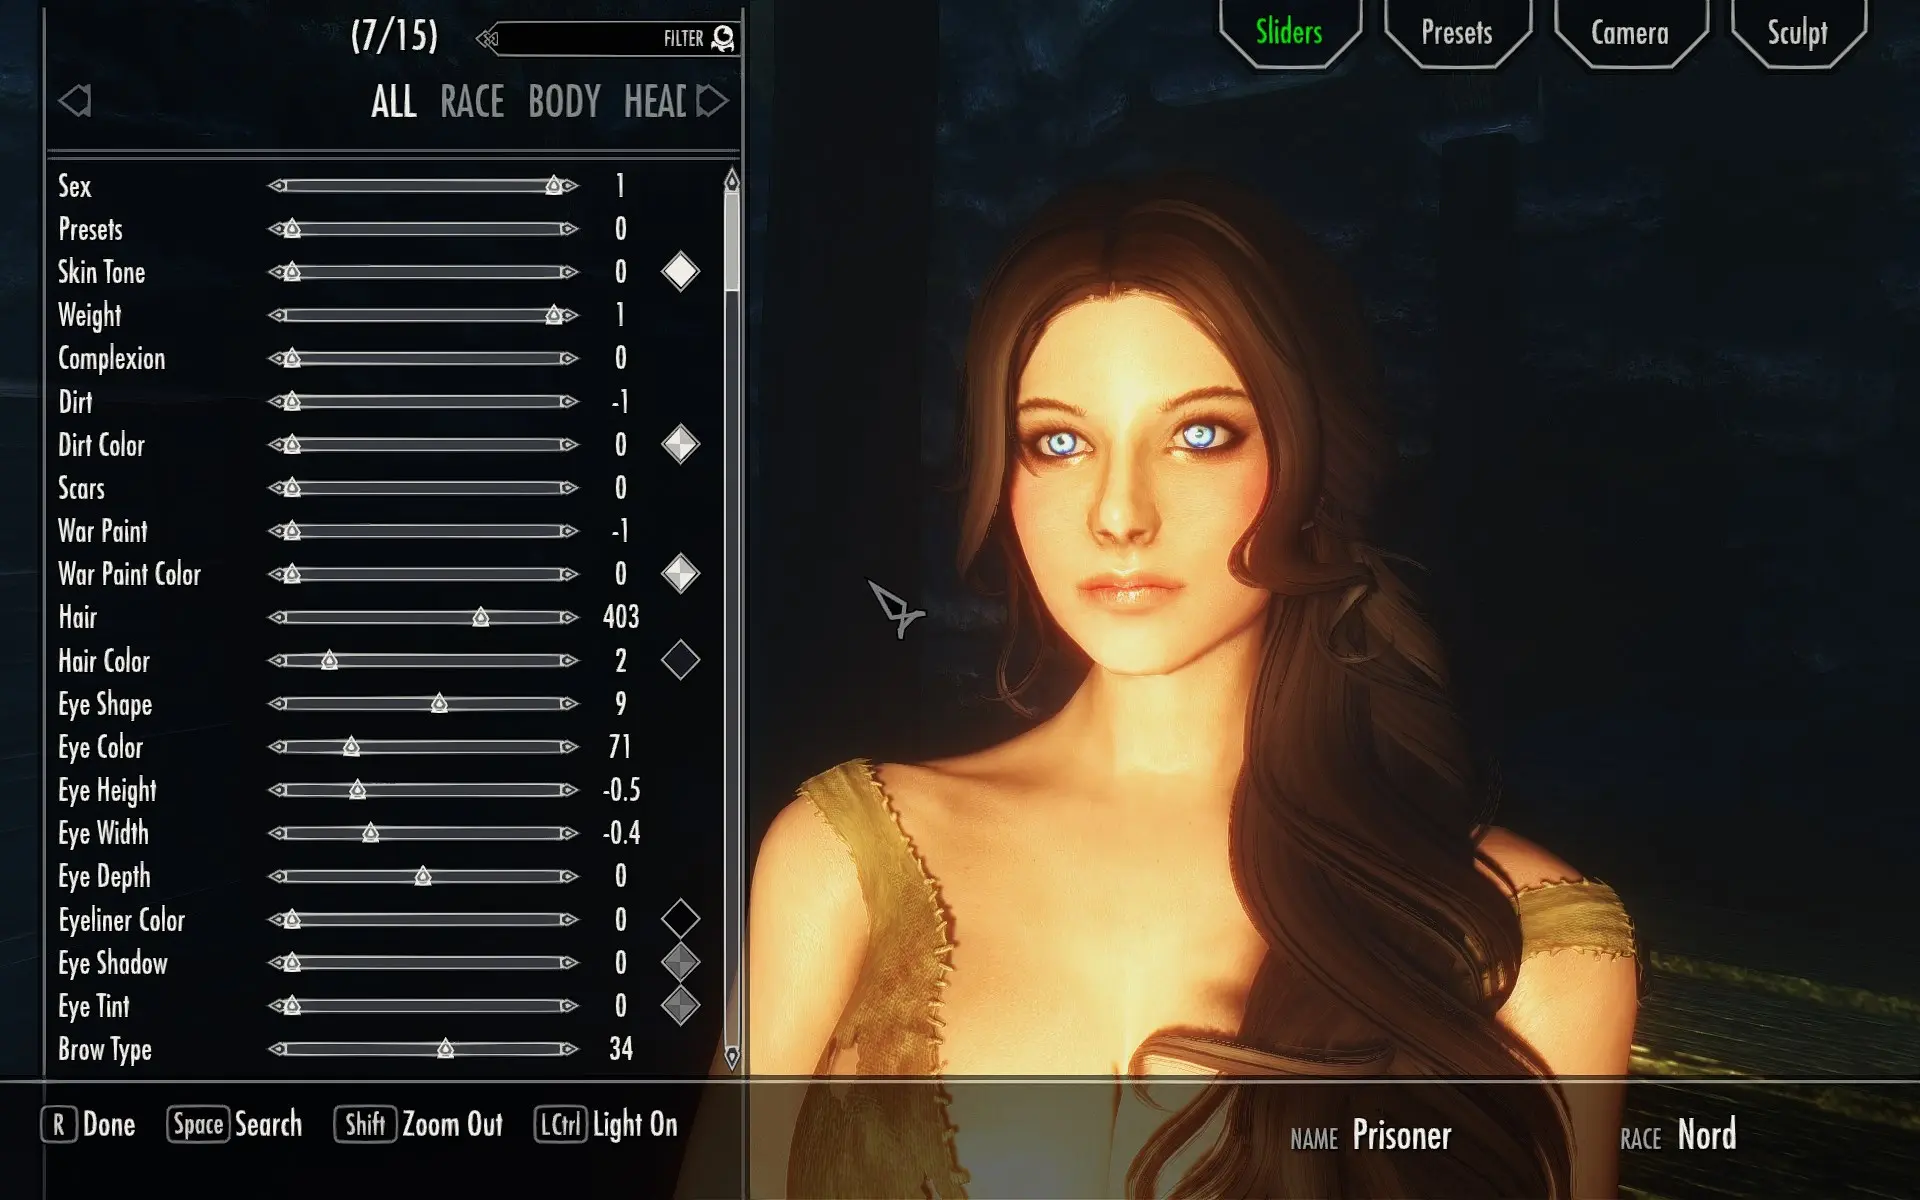 (7/15)
FILTER
Sliders
Presets
Camera
Sculpt
ALL RACE BODY HEAD
Sex 1
Presets 0
Skin Tone 0
Weight 1
Complexion 0
Dirt -1
Dirt Color 0
Scars 0
War Paint -1
War Paint Color 0
Hair 403
Hair Color 2
Eye Shape 9
Eye Color 71
Eye Height -0.5
Eye Width -0.4
Eye Depth 0
Eyeliner Color 0
Eye Shadow 0
Eye Tint 0
Brow Type 34
R Done Space Search Shift Zoom Out LCtrl Light On
NAME Prisoner
RACE Nord